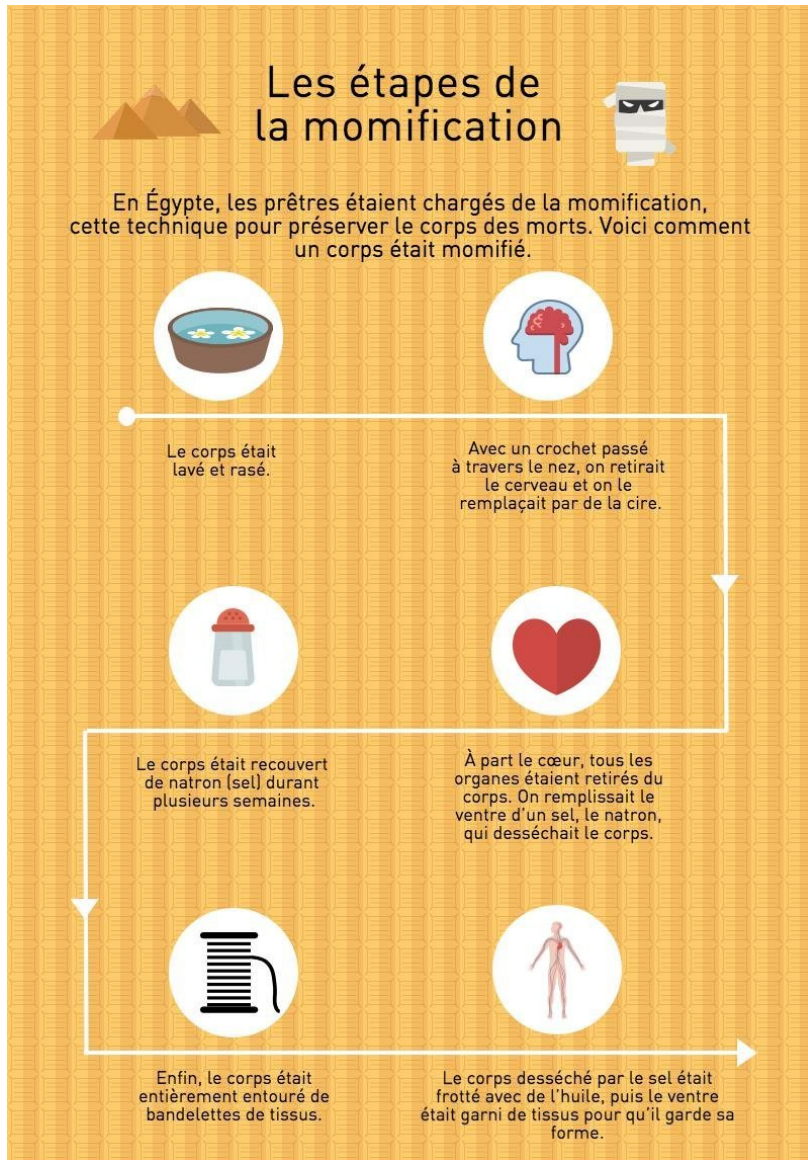 Les étapes de
la momification
En Égypte, les prêtres étaient chargés de la momification,
cette technique pour préserver le corps des morts. Voici comment
un corps était momifié.
Le corps était
lavé et rasé.
Avec un crochet passé
à travers le nez, on retirait
le cerveau et on le
remplaçait par de la cire.
À part le cœur, tous les
organes étaient retirés du
corps. On remplissait le
ventre d'un sel, le natron,
qui desséchait le corps.
Le corps était recouvert
de natron (sel) durant
plusieurs semaines.
Enfin, le corps était
entièrement entouré de
bandelettes de tissus.
Le corps desséché par le sel était
frotté avec de l'huile, puis le ventre
était garni de tissus pour qu'il garde sa
forme.